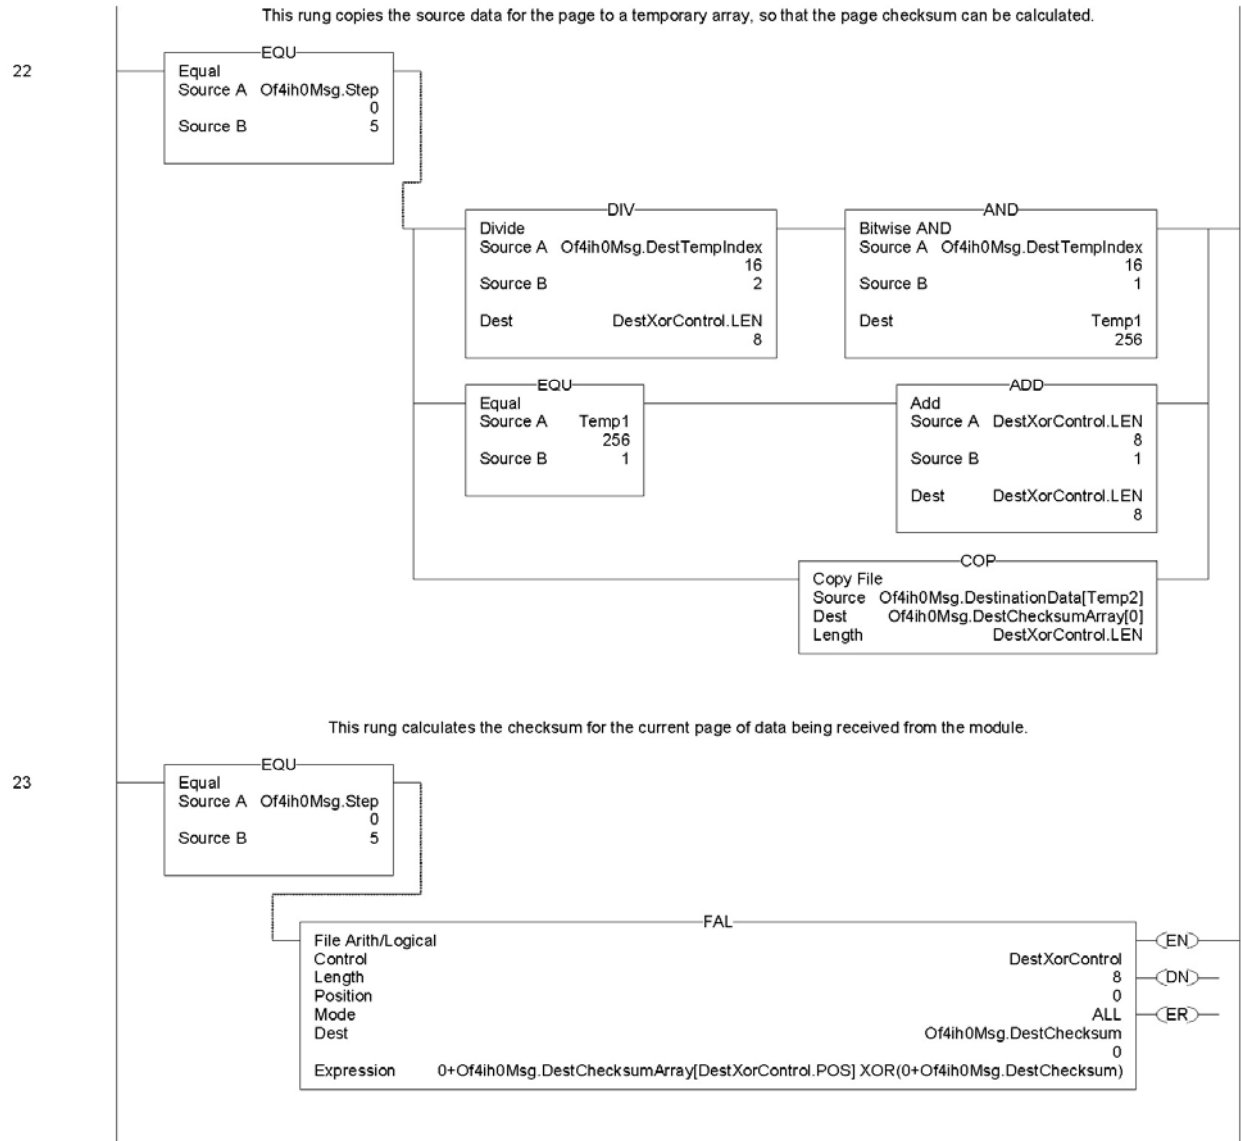 This rung copies the source data for the page to a temporary array, so that the page checksum can be calculated.
22
EQU
Equal
Source A Of4ih0Msg.Step
0
Source B 5
DIV
Divide
Source A Of4ih0Msg.DestTempIndex
16
Source B 2
Dest DestXorControl.LEN
8
AND
Bitwise AND
Source A Of4ih0Msg.DestTempIndex
16
Source B 1
Dest Temp1
256
EQU
Equal
Source A Temp1
256
Source B 1
ADD
Add
Source A DestXorControl.LEN
8
Source B 1
Dest DestXorControl.LEN
8
COP
Copy File
Source Of4ih0Msg.DestinationData[Temp2]
Dest Of4ih0Msg.DestChecksumArray[0]
Length DestXorControl.LEN
This rung calculates the checksum for the current page of data being received from the module.
23
EQU
Equal
Source A Of4ih0Msg.Step
0
Source B 5
FAL
File Arith/Logical
Control DestXorControl
Length 8
Position 0
Mode ALL
Dest Of4ih0Msg.DestChecksum
0
Expression 0+Of4ih0Msg.DestChecksumArray[DestXorControl.POS] XOR(0+Of4ih0Msg.DestChecksum)
EN
DN
ER